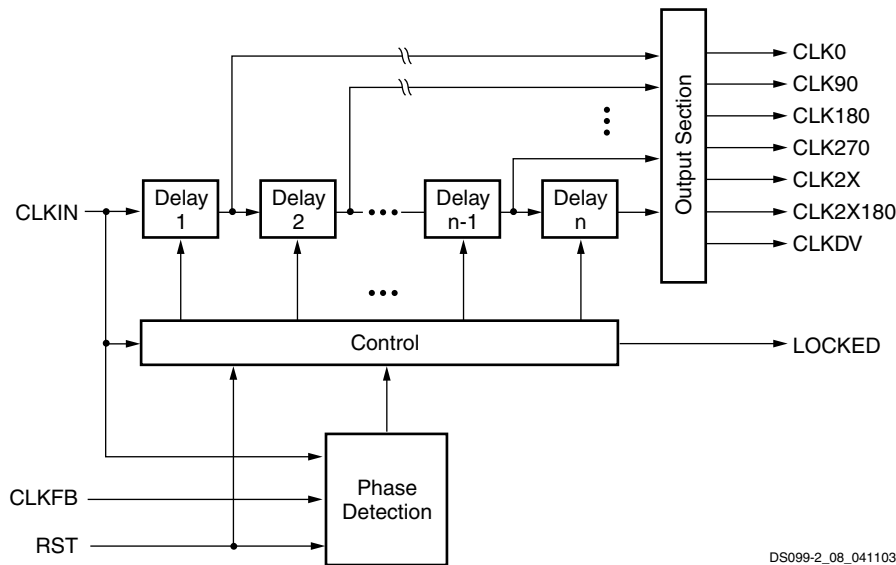 CLK0
CLK90
CLK180
CLK270
CLK2X
CLK2X180
CLKDV
Output Section
CLKIN
Delay
1
Delay
2
Delay
n-1
Delay
n
Control
LOCKED
CLKFB
RST
Phase
Detection
DS099-2_08_041103